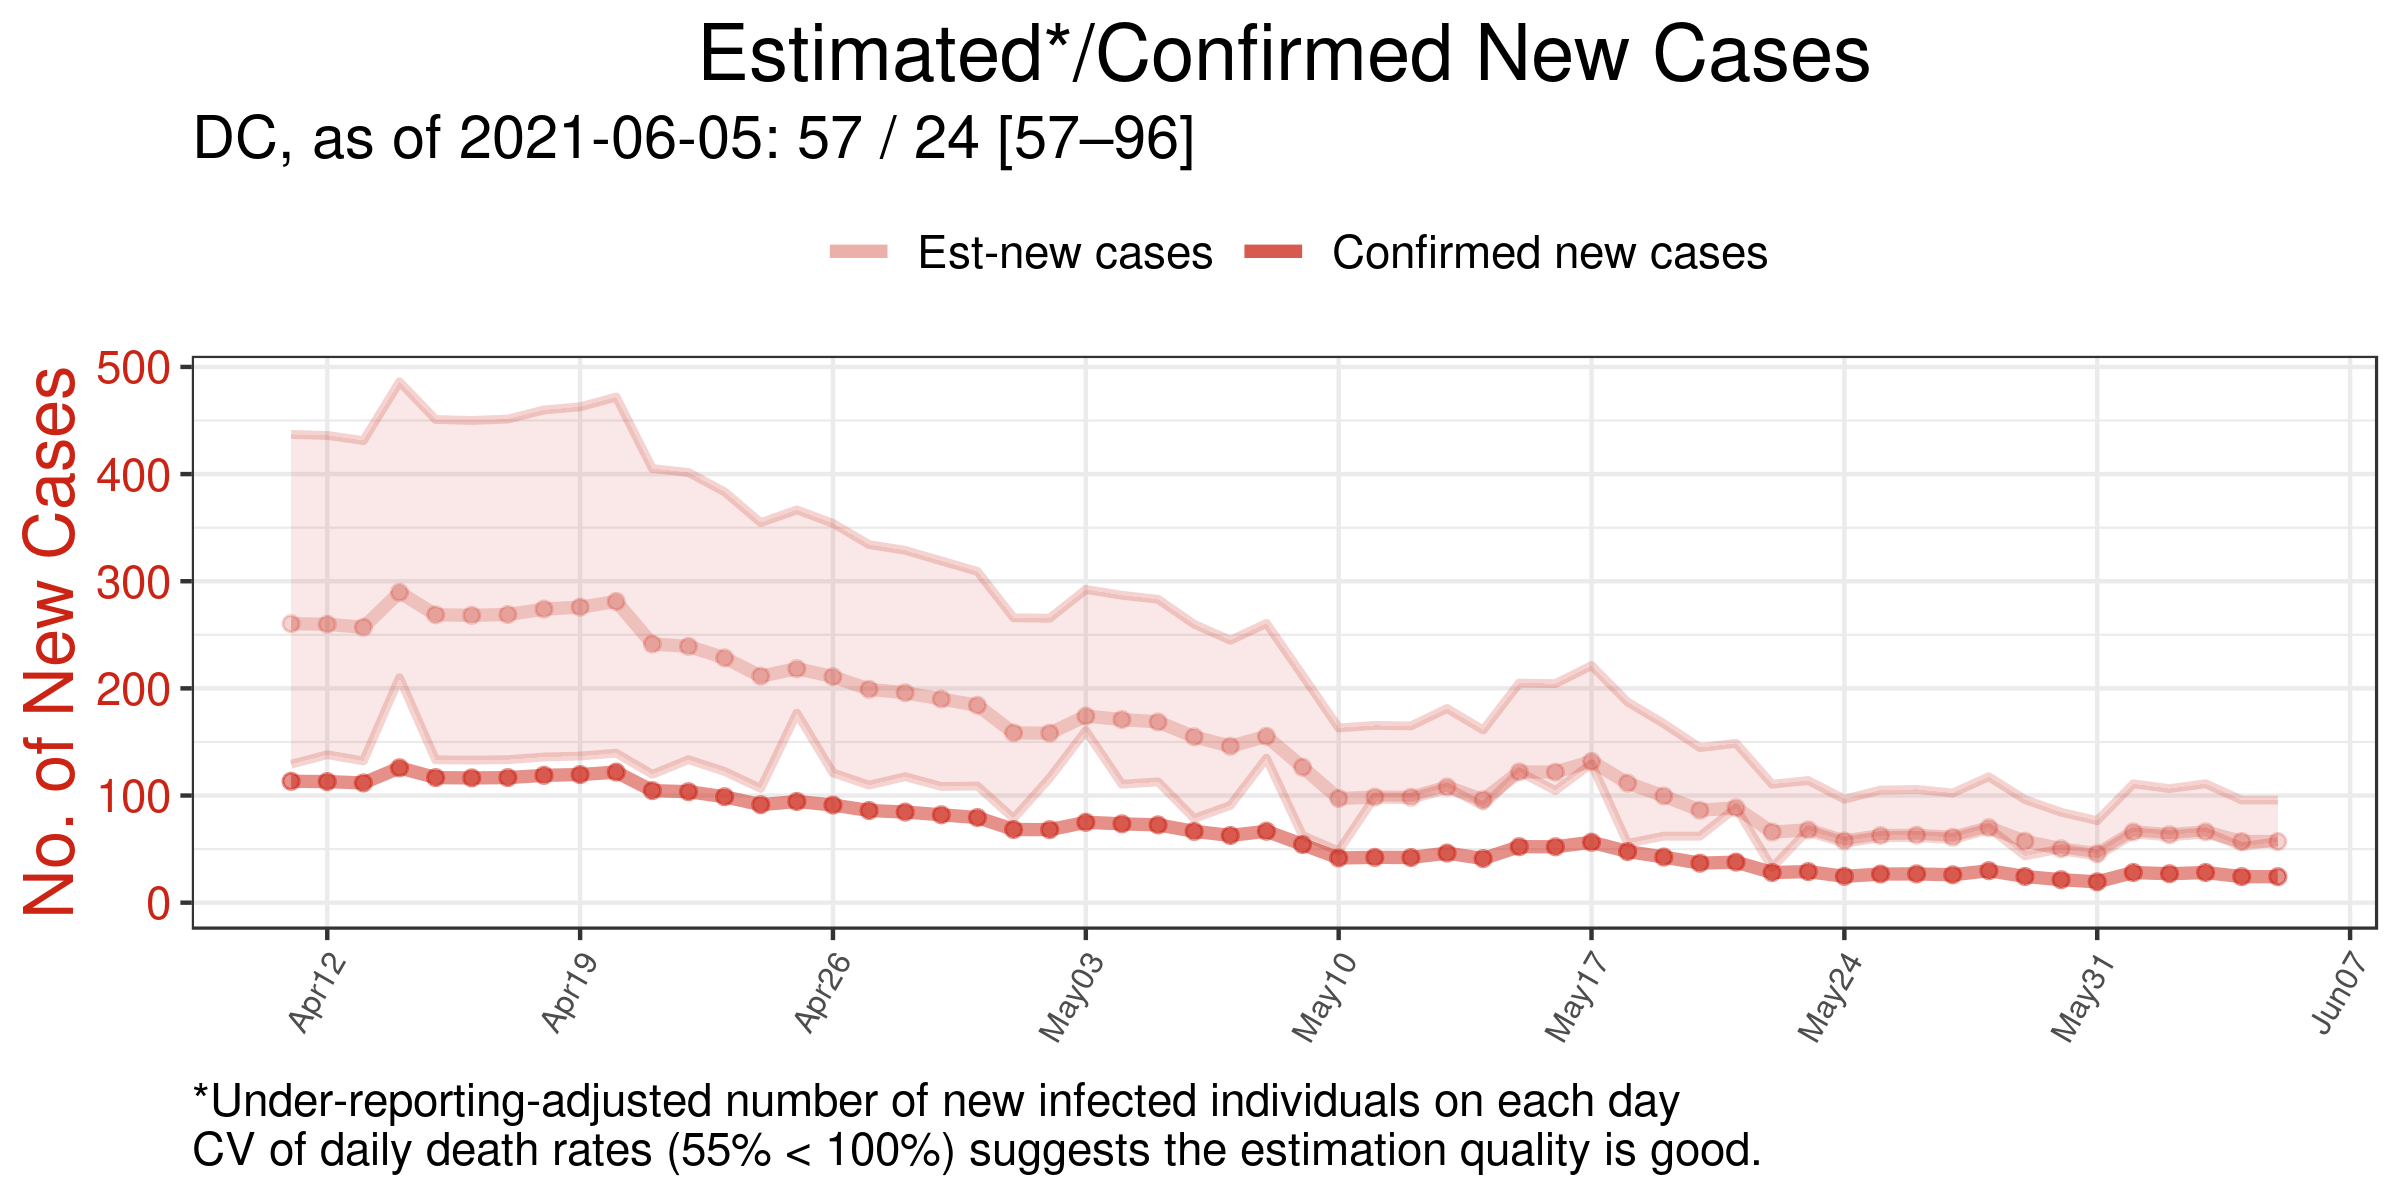 Estimated*/Confirmed New Cases
DC, as of 2021-06-05: 57 / 24 [57–96]
Est-new cases
Confirmed new cases
No. of New Cases
500
400
300
200
100
0
Apr12
Apr19
Apr26
May03
May10
May17
May24
May31
Jun07
*Under-reporting-adjusted number of new infected individuals on each day
CV of daily death rates (55% < 100%) suggests the estimation quality is good.